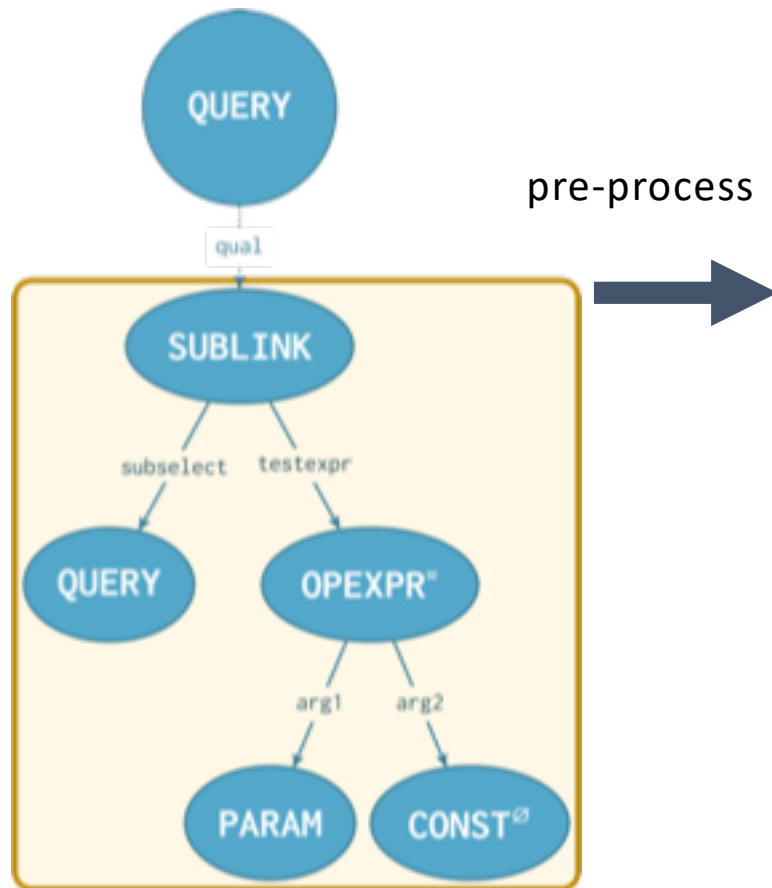 QUERY
pre-process
qual
SUBLINK
subselect testexpr
QUERY OPEXPR⁼
arg1 arg2
PARAM CONST^∅